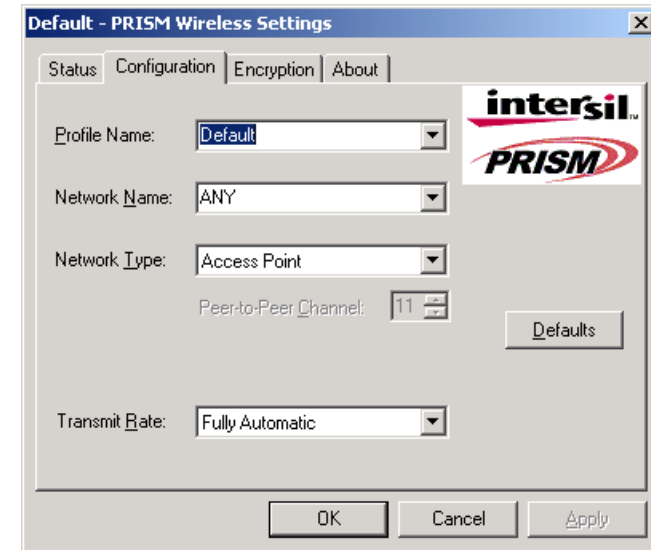 Default - PRISM Wireless Settings
Status Configuration Encryption About
intersil
PRISM
Profile Name: Default
Network Name: ANY
Network Type: Access Point
Peer-to-Peer Channel: 11
Defaults
Transmit Rate: Fully Automatic
OK Cancel Apply